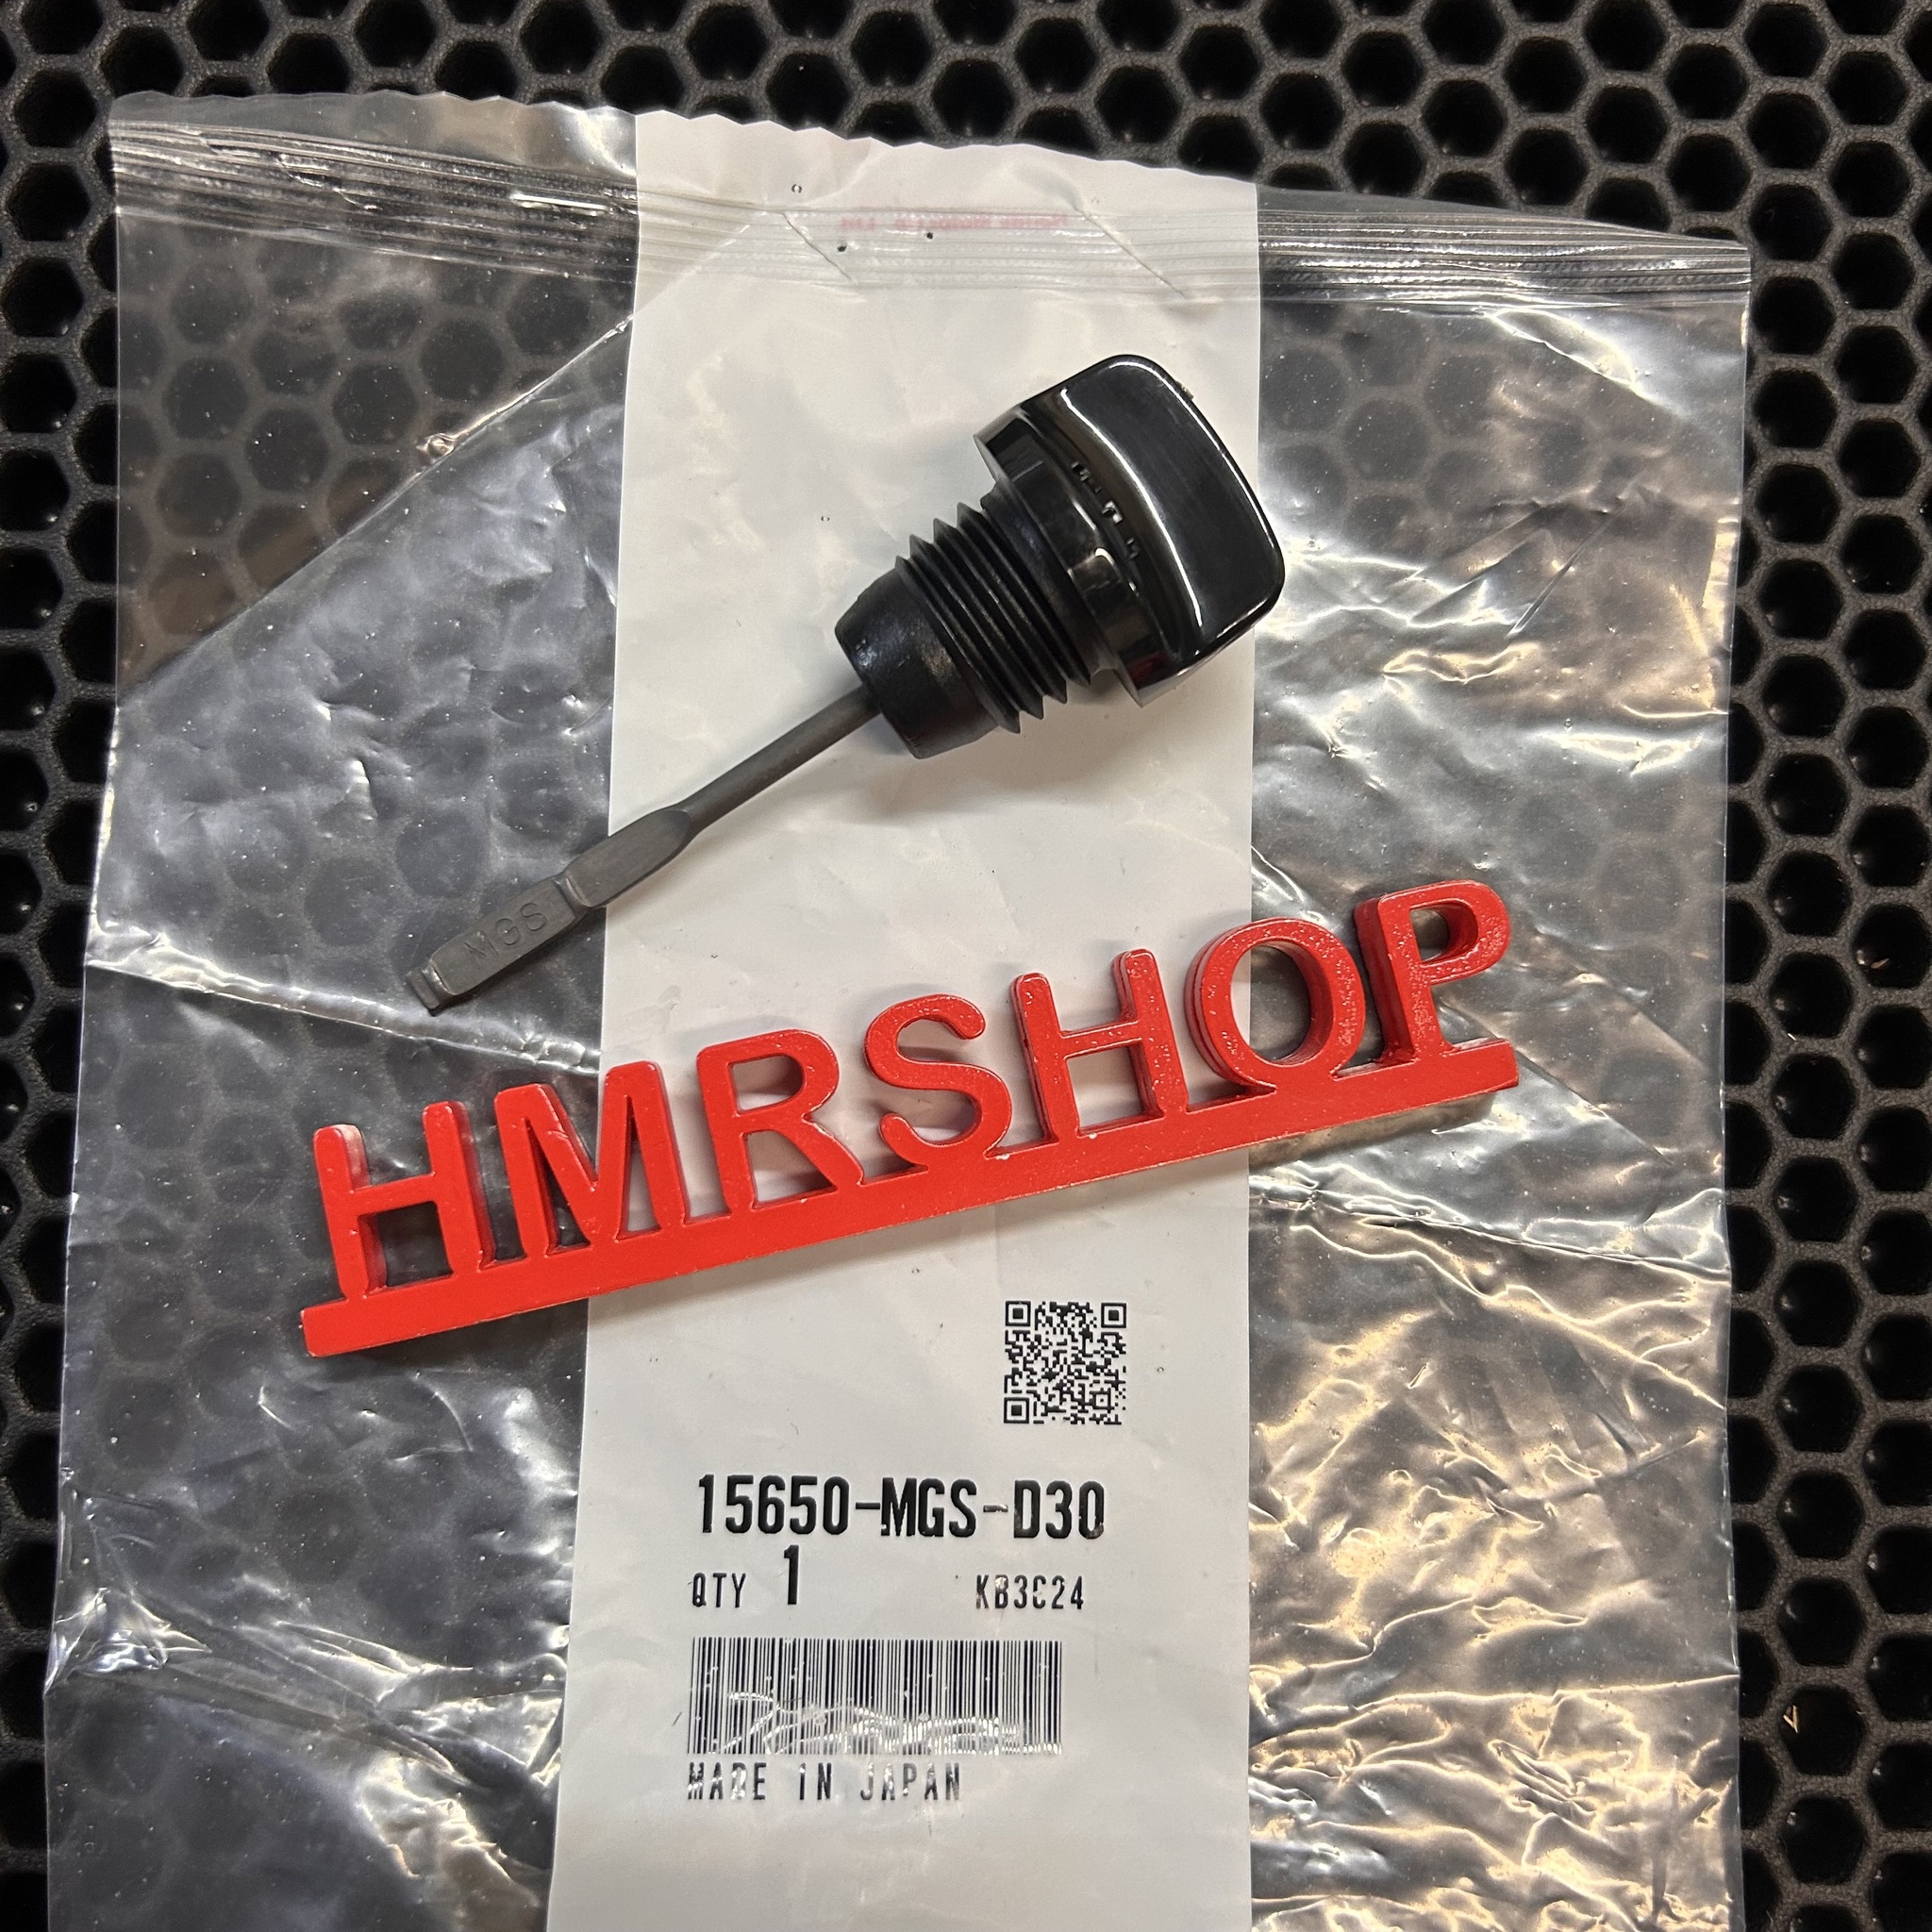 MGS
HMRSHOP
15650-MGS-D30
QTY 1 KB3C24
MADE IN JAPAN